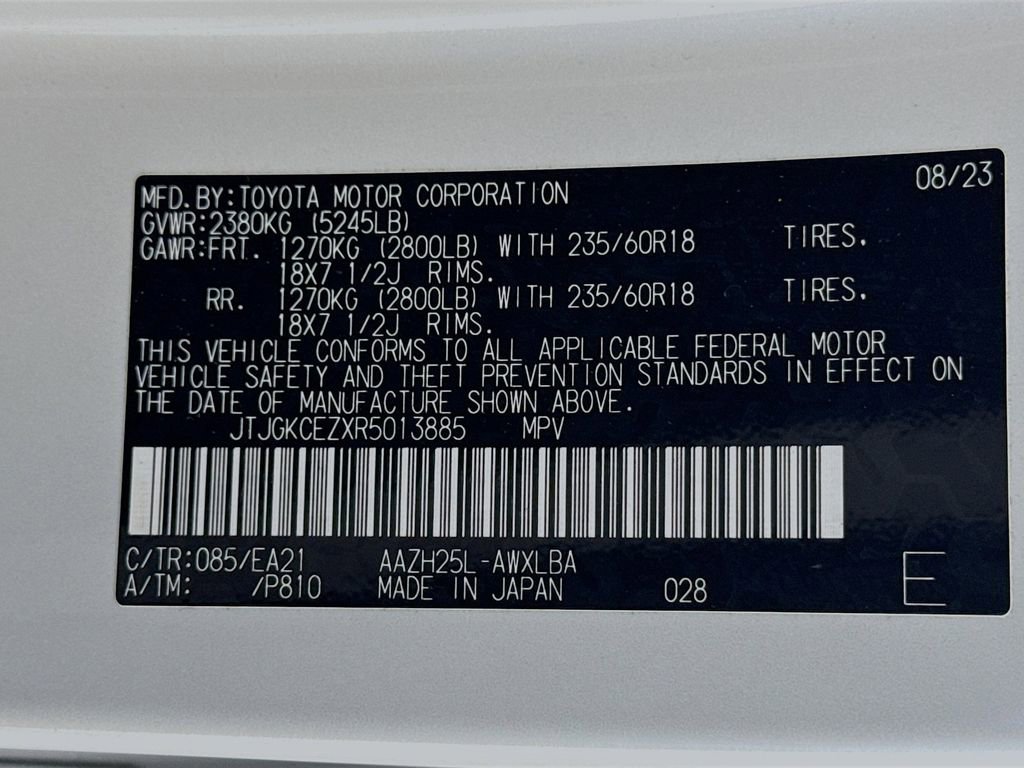 08/23
MFD.BY:TOYOTA MOTOR CORPORATION
GVWR:2380KG (5245LB)
GAWR:FRT. 1270KG (2800LB) WITH 235/60R18 TIRES.
18X7 1/2J RIMS.
RR. 1270KG (2800LB) WITH 235/60R18 TIRES.
18X7 1/2J RIMS.
THIS VEHICLE CONFORMS TO ALL APPLICABLE FEDERAL MOTOR
VEHICLE SAFETY AND THEFT PREVENTION STANDARDS IN EFFECT ON
THE DATE OF MANUFACTURE SHOWN ABOVE.
JTJGKCEZXR5013885 MPV
C/TR:085/EA21 AAZH25L-AWXLBA
A/TM: /P810 MADE IN JAPAN 028 E